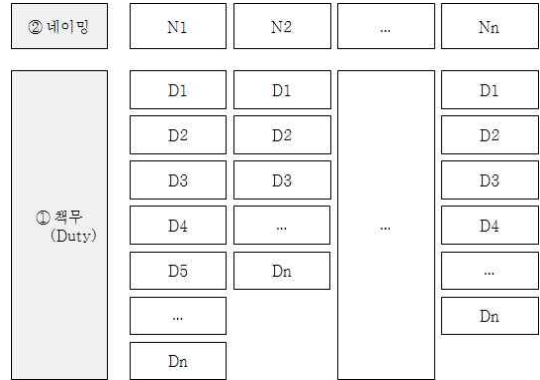 ② 네이밍 N1 N2 ... Nn
D1 D1 D1
D2 D2 D2
D3 D3 D3
① 책무
(Duty)
D4 ... ... D4
D5 Dn ...
... Dn
Dn